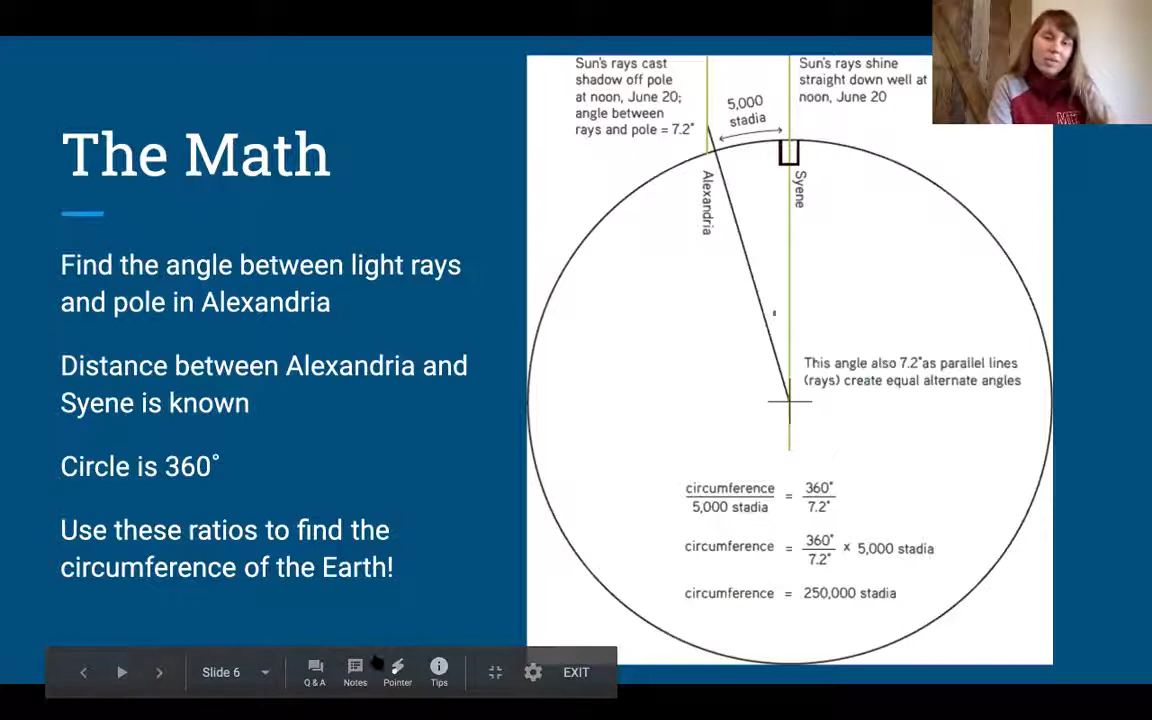 The Math
Find the angle between light rays
and pole in Alexandria
Distance between Alexandria and
Syene is known
Circle is 360°
Use these ratios to find the
circumference of the Earth!
Sun's rays cast
shadow off pole
at noon, June 20;
angle between
rays and pole = 7.2°
5,000
stadia
Sun's rays shine
straight down well at
noon, June 20
Alexandria
Syene
This angle also 7.2°as parallel lines
(rays) create equal alternate angles
circumference
5,000 stadia
=
360°
7.2°
circumference = 360°
7.2°
x 5,000 stadia
circumference = 250,000 stadia
Slide 6
Q & A
Notes
Pointer
Tips
EXIT